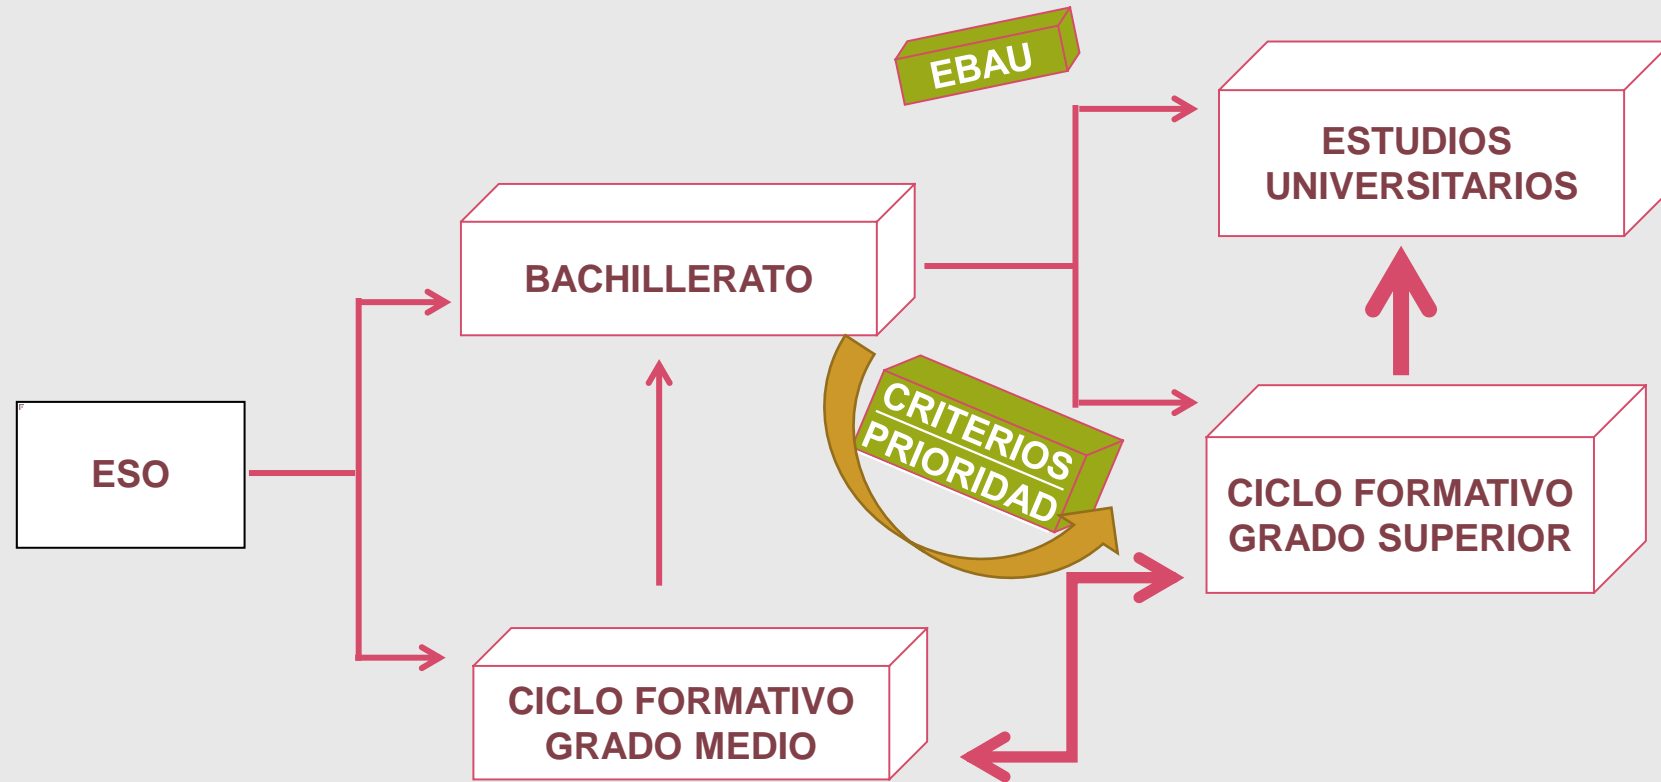 EBAU
ESTUDIOS
UNIVERSITARIOS
BACHILLERATO
CRITERIOS
PRIORIDAD
ESO
CICLO FORMATIVO
GRADO SUPERIOR
CICLO FORMATIVO
GRADO MEDIO